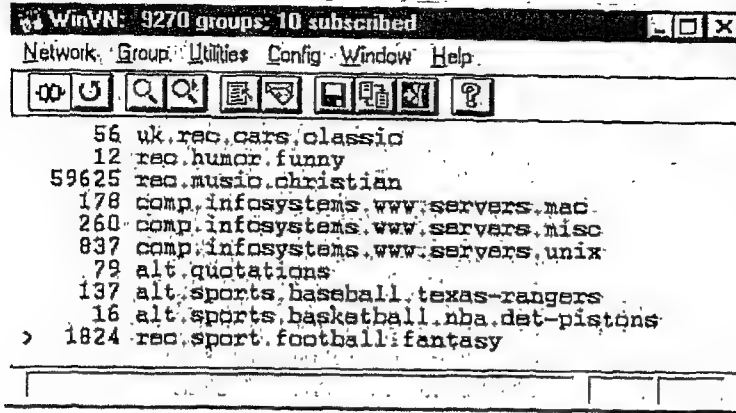 WinVN: 9270 groups; 10 subscribed
Network Group Utilities Config Window Help
56 uk.rec.cars.classic
12 rec.humor.funny
59625 rec.music.christian
178 comp.infosystems.www.servers.mac
260 comp.infosystems.www.servers.misc
837 comp.infosystems.www.servers.unix
79 alt.quotations
137 alt.sports.baseball.texas-rangers
16 alt.sports.basketball.nba.det-pistons
> 1824 rec.sport.football.fantasy